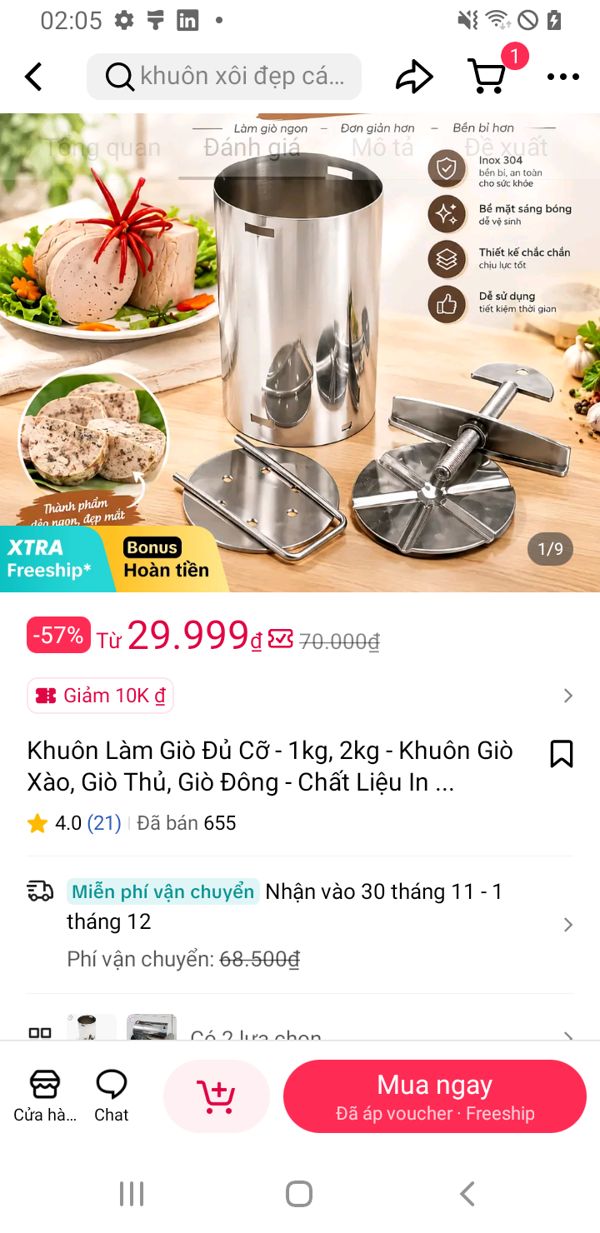 02:05
khuôn xôi đẹp cá...
1
Làm giò ngon – Đơn giản hơn – Bền bỉ hơn
Tổng quan Đánh giá Mô tả Đề xuất
Inox 304
bền bỉ, an toàn
cho sức khỏe
Bề mặt sáng bóng
dễ vệ sinh
Thiết kế chắc chắn
chịu lực tốt
Dễ sử dụng
tiết kiệm thời gian
Thành phẩm
dẻo ngon, đẹp mắt
XTRA
Freeship*
Bonus
Hoàn tiền
1/9
-57% Từ 29.999đ 70.000đ
Giảm 10K đ
Khuôn Làm Giò Đủ Cỡ - 1kg, 2kg - Khuôn Giò
Xào, Giò Thủ, Giò Đông - Chất Liệu In ...
4.0 (21) Đã bán 655
Miễn phí vận chuyển Nhận vào 30 tháng 11 - 1
tháng 12
Phí vận chuyển: 68.500đ
Có 2 lựa chọn
Cửa hà...
Chat
Mua ngay
Đã áp voucher · Freeship